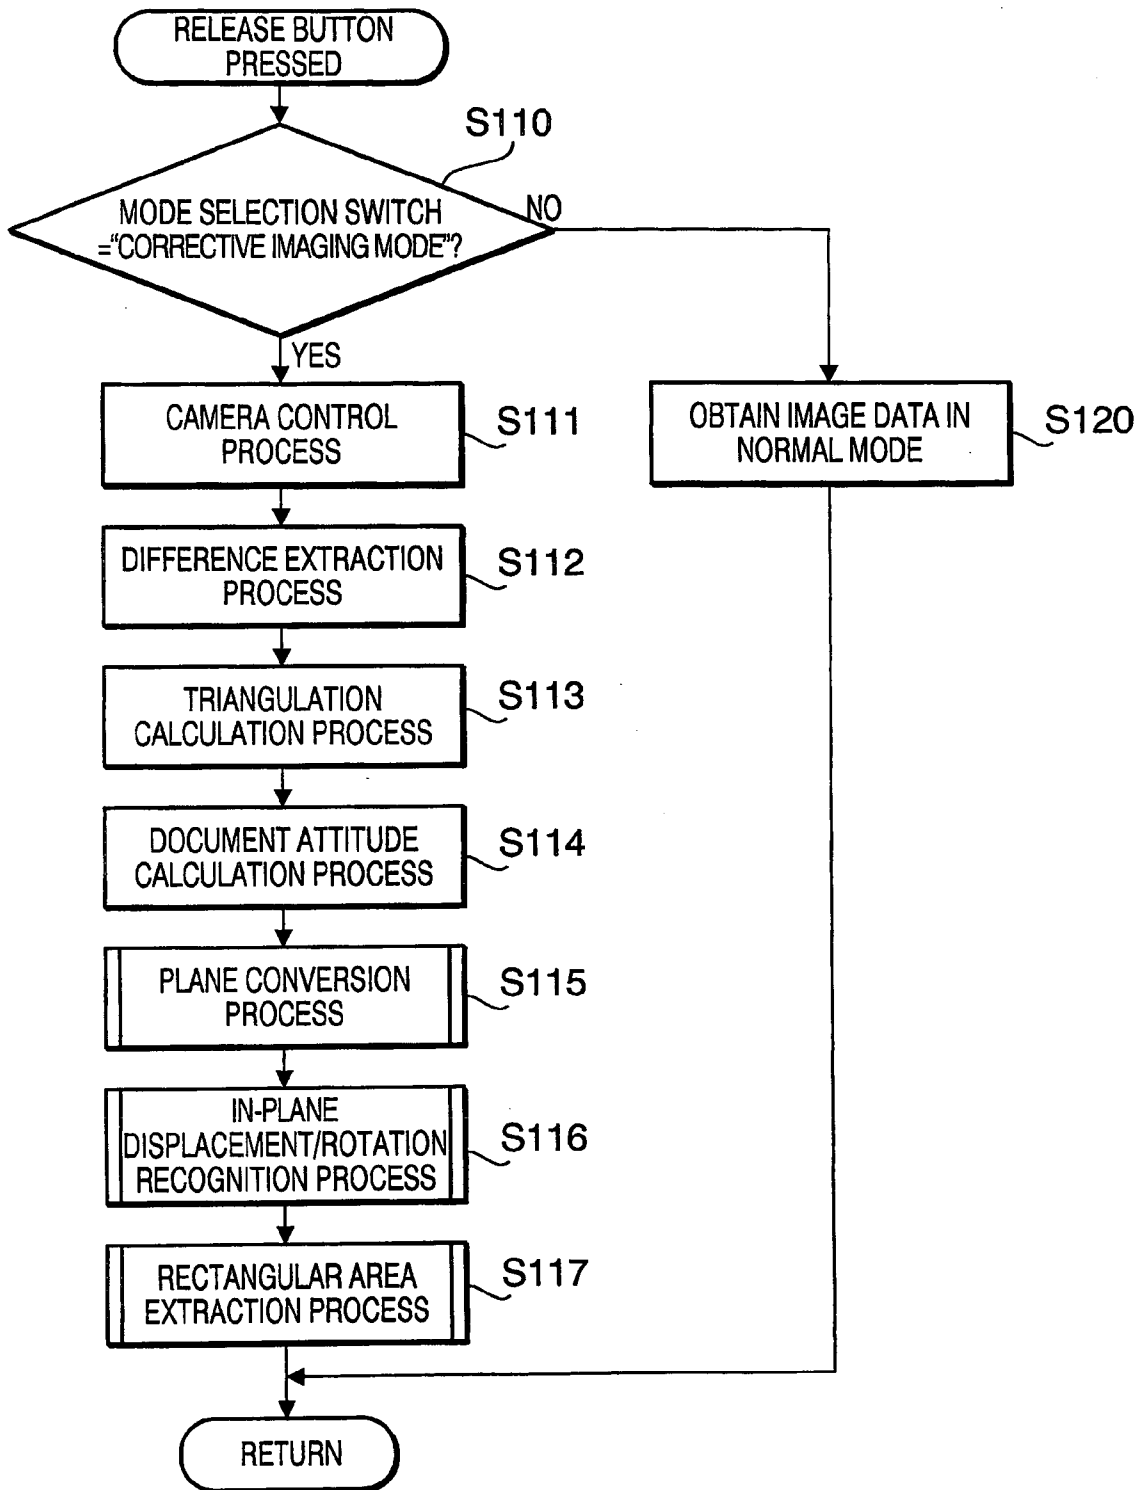 RELEASE BUTTON
PRESSED
S110
MODE SELECTION SWITCH
="CORRECTIVE IMAGING MODE"?
NO
YES
CAMERA CONTROL
PROCESS
S111
OBTAIN IMAGE DATA IN
NORMAL MODE
S120
DIFFERENCE EXTRACTION
PROCESS
S112
TRIANGULATION
CALCULATION PROCESS
S113
DOCUMENT ATTITUDE
CALCULATION PROCESS
S114
PLANE CONVERSION
PROCESS
S115
IN-PLANE
DISPLACEMENT/ROTATION
RECOGNITION PROCESS
S116
RECTANGULAR AREA
EXTRACTION PROCESS
S117
RETURN